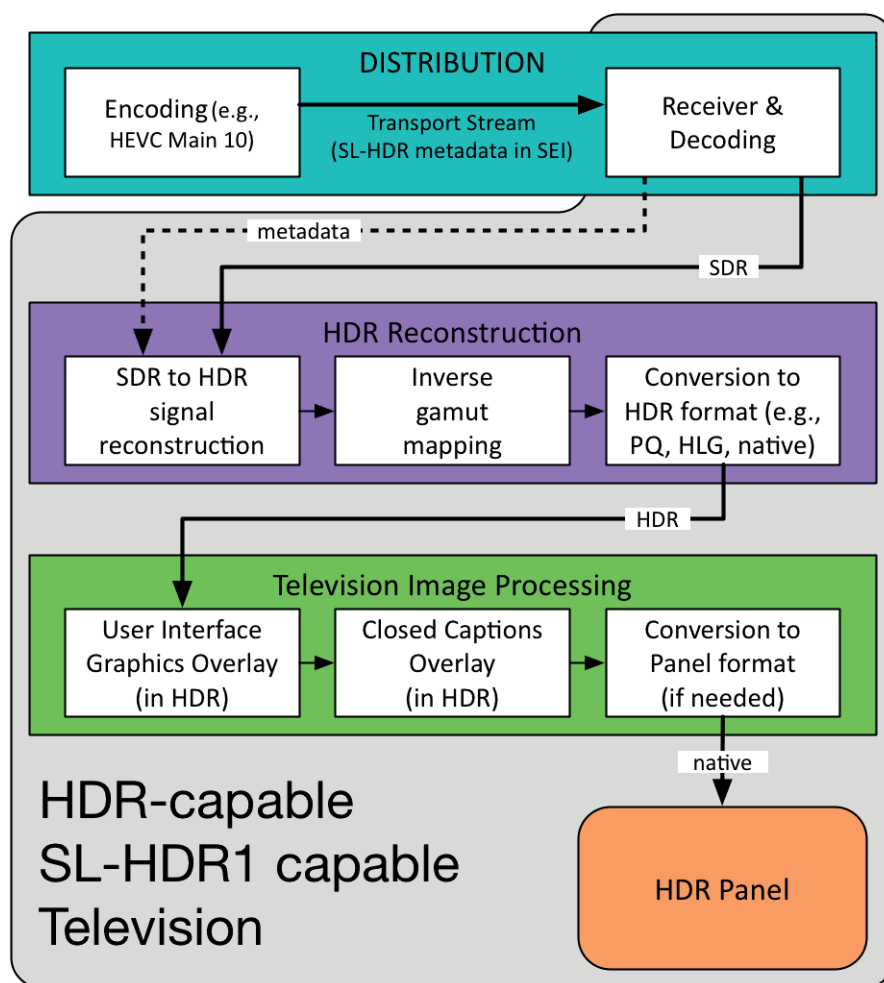 DISTRIBUTION
Encoding (e.g.,
HEVC Main 10)
Transport Stream
(SL-HDR metadata in SEI)
Receiver &
Decoding
metadata
SDR
HDR Reconstruction
SDR to HDR
signal
reconstruction
Inverse
gamut
mapping
Conversion to
HDR format (e.g.,
PQ, HLG, native)
HDR
Television Image Processing
User Interface
Graphics Overlay
(in HDR)
Closed Captions
Overlay
(in HDR)
Conversion to
Panel format
(if needed)
native
HDR-capable
SL-HDR1 capable
Television
HDR Panel